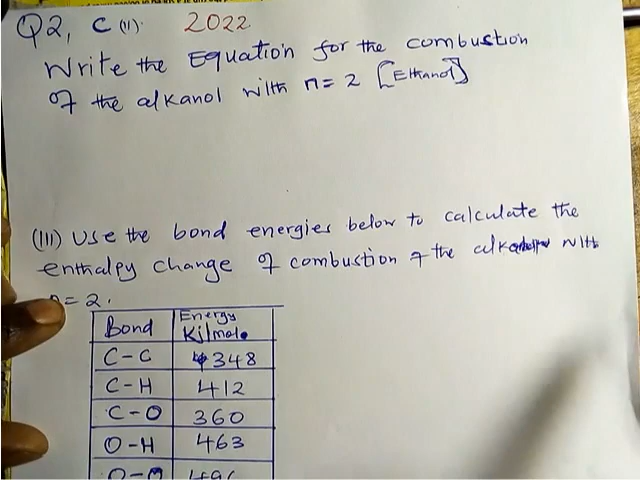 Q2, C (11). 2022
Write the Equation for the combustion
of the alkanol with n = 2 [Ethanol]
(111) Use the bond energies below to calculate the
enthalpy change of combustion of the with
n = 2.
Bond Energy
Kj/mole
C-C 348
C-H 412
C-O 360
O-H 463